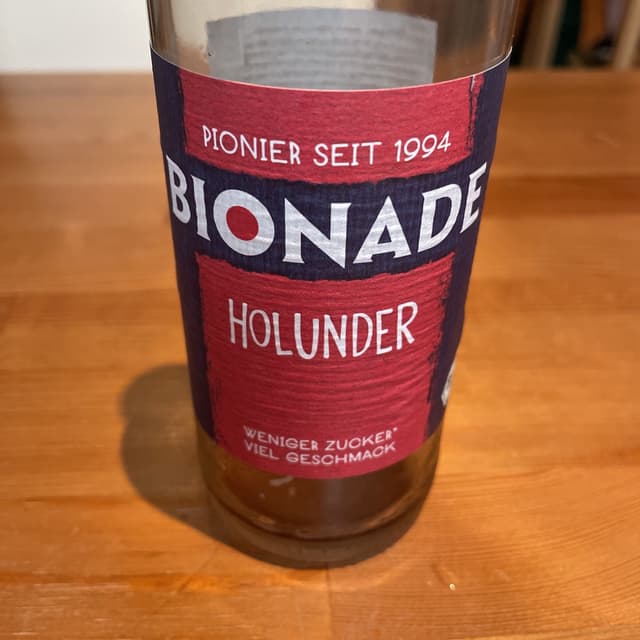 PIONIER SEIT 1994
BIONADE
HOLUNDER
WENIGER ZUCKER*
VIEL GESCHMACK